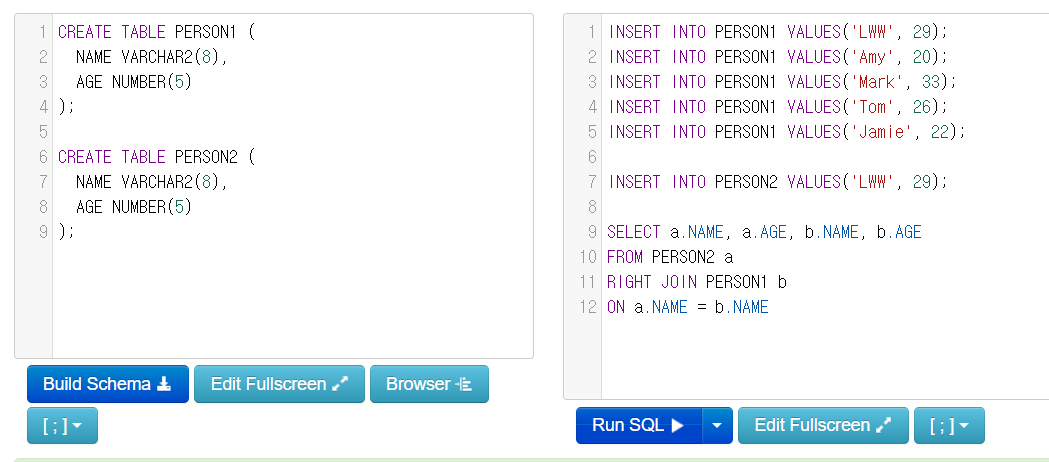 1 CREATE TABLE PERSON1 (
2 NAME VARCHAR2(8),
3 AGE NUMBER(5)
4 );
5
6 CREATE TABLE PERSON2 (
7 NAME VARCHAR2(8),
8 AGE NUMBER(5)
9 );
Build Schema
Edit Fullscreen
Browser
[ ; ]
1 INSERT INTO PERSON1 VALUES('LWW', 29);
2 INSERT INTO PERSON1 VALUES('Amy', 20);
3 INSERT INTO PERSON1 VALUES('Mark', 33);
4 INSERT INTO PERSON1 VALUES('Tom', 26);
5 INSERT INTO PERSON1 VALUES('Jamie', 22);
6
7 INSERT INTO PERSON2 VALUES('LWW', 29);
8
9 SELECT a.NAME, a.AGE, b.NAME, b.AGE
10 FROM PERSON2 a
11 RIGHT JOIN PERSON1 b
12 ON a.NAME = b.NAME
Run SQL
Edit Fullscreen
[ ; ]